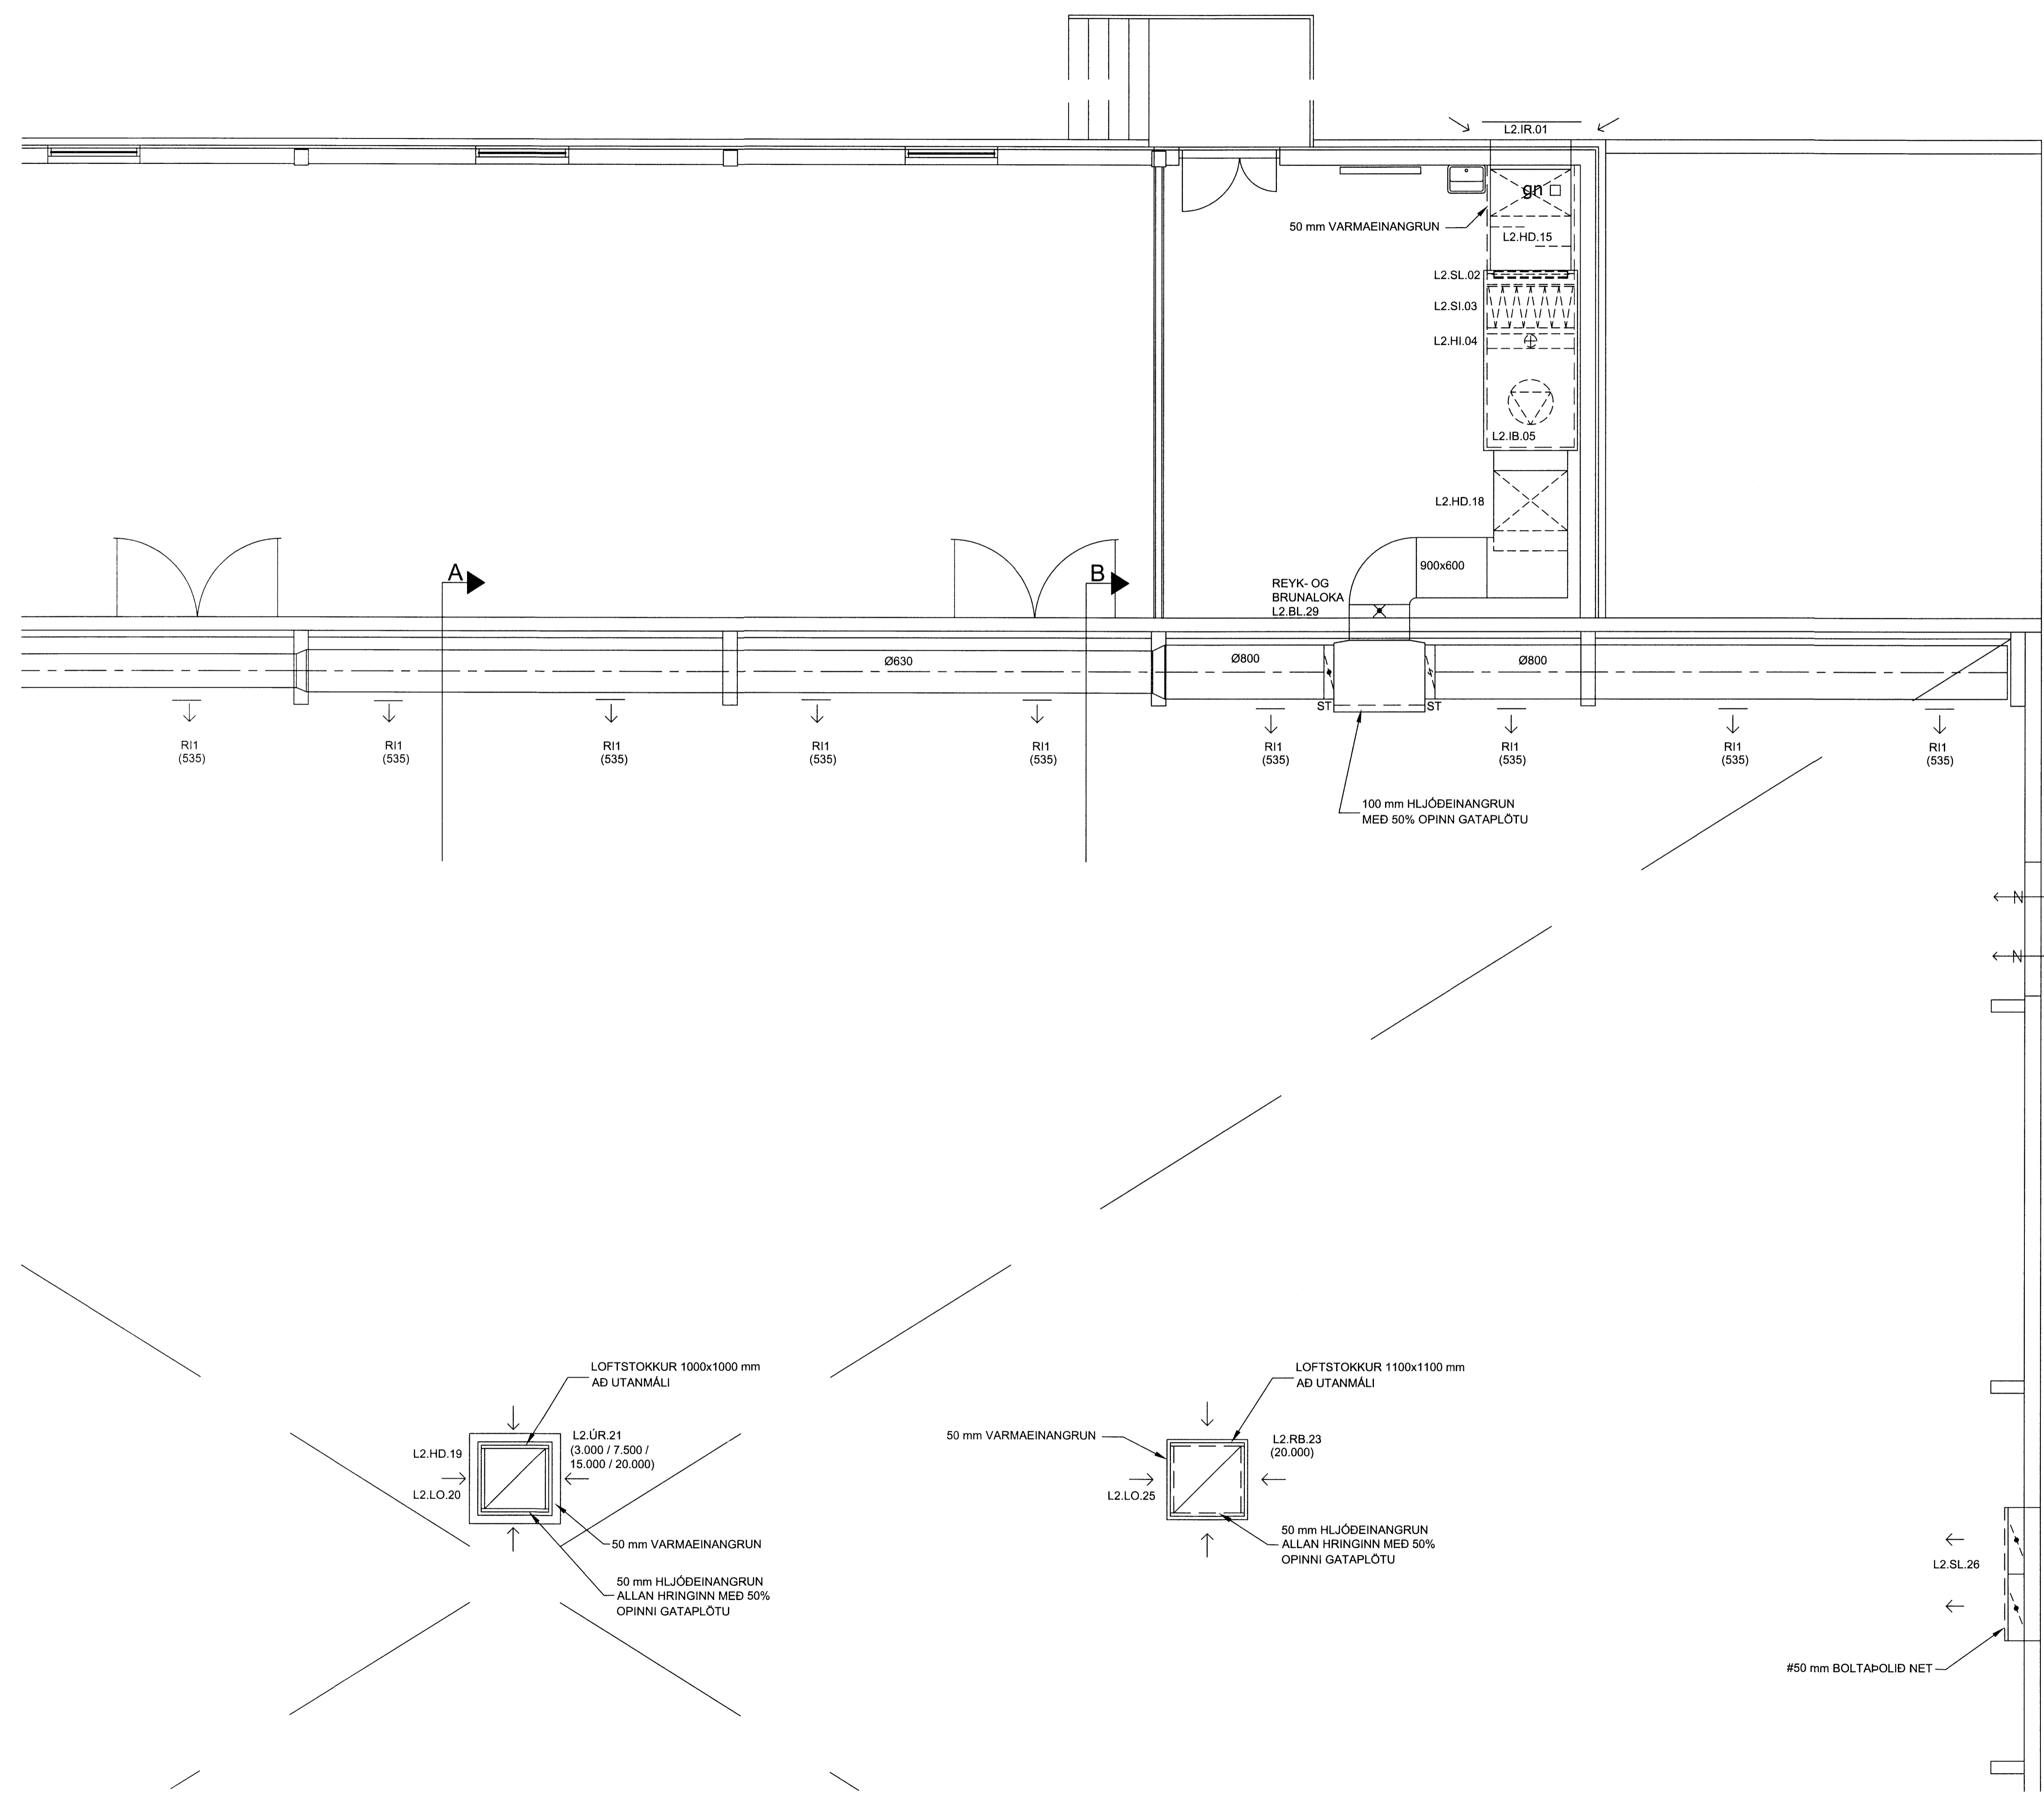 L2.IR.01
gn
50 mm VARMAEINANGRUN
L2.HD.15
L2.SL.02
L2.SI.03
L2.HI.04
L2.IB.05
L2.HD.18
900x600
A
B
REYK- OG
BRUNALOKA
L2.BL.29
Ø630
Ø800
Ø800
ST
ST
RI1
(535)
RI1
(535)
RI1
(535)
RI1
(535)
RI1
(535)
RI1
(535)
RI1
(535)
RI1
(535)
RI1
(535)
100 mm HLJÓÐEINANGRUN
MEÐ 50% OPINN GATAPLÖTU
N
N
LOFTSTOKKUR 1000x1000 mm
AÐ UTANMÁLI
L2.HD.19
L2.LO.20
L2.ÚR.21
(3.000 / 7.500 /
15.000 / 20.000)
50 mm VARMAEINANGRUN
50 mm HLJÓÐEINANGRUN
ALLAN HRINGINN MEÐ 50%
OPINNI GATAPLÖTU
LOFTSTOKKUR 1100x1100 mm
AÐ UTANMÁLI
50 mm VARMAEINANGRUN
L2.RB.23
(20.000)
L2.LO.25
50 mm HLJÓÐEINANGRUN
ALLAN HRINGINN MEÐ 50%
OPINNI GATAPLÖTU
L2.SL.26
#50 mm BOLTAÞOLIÐ NET